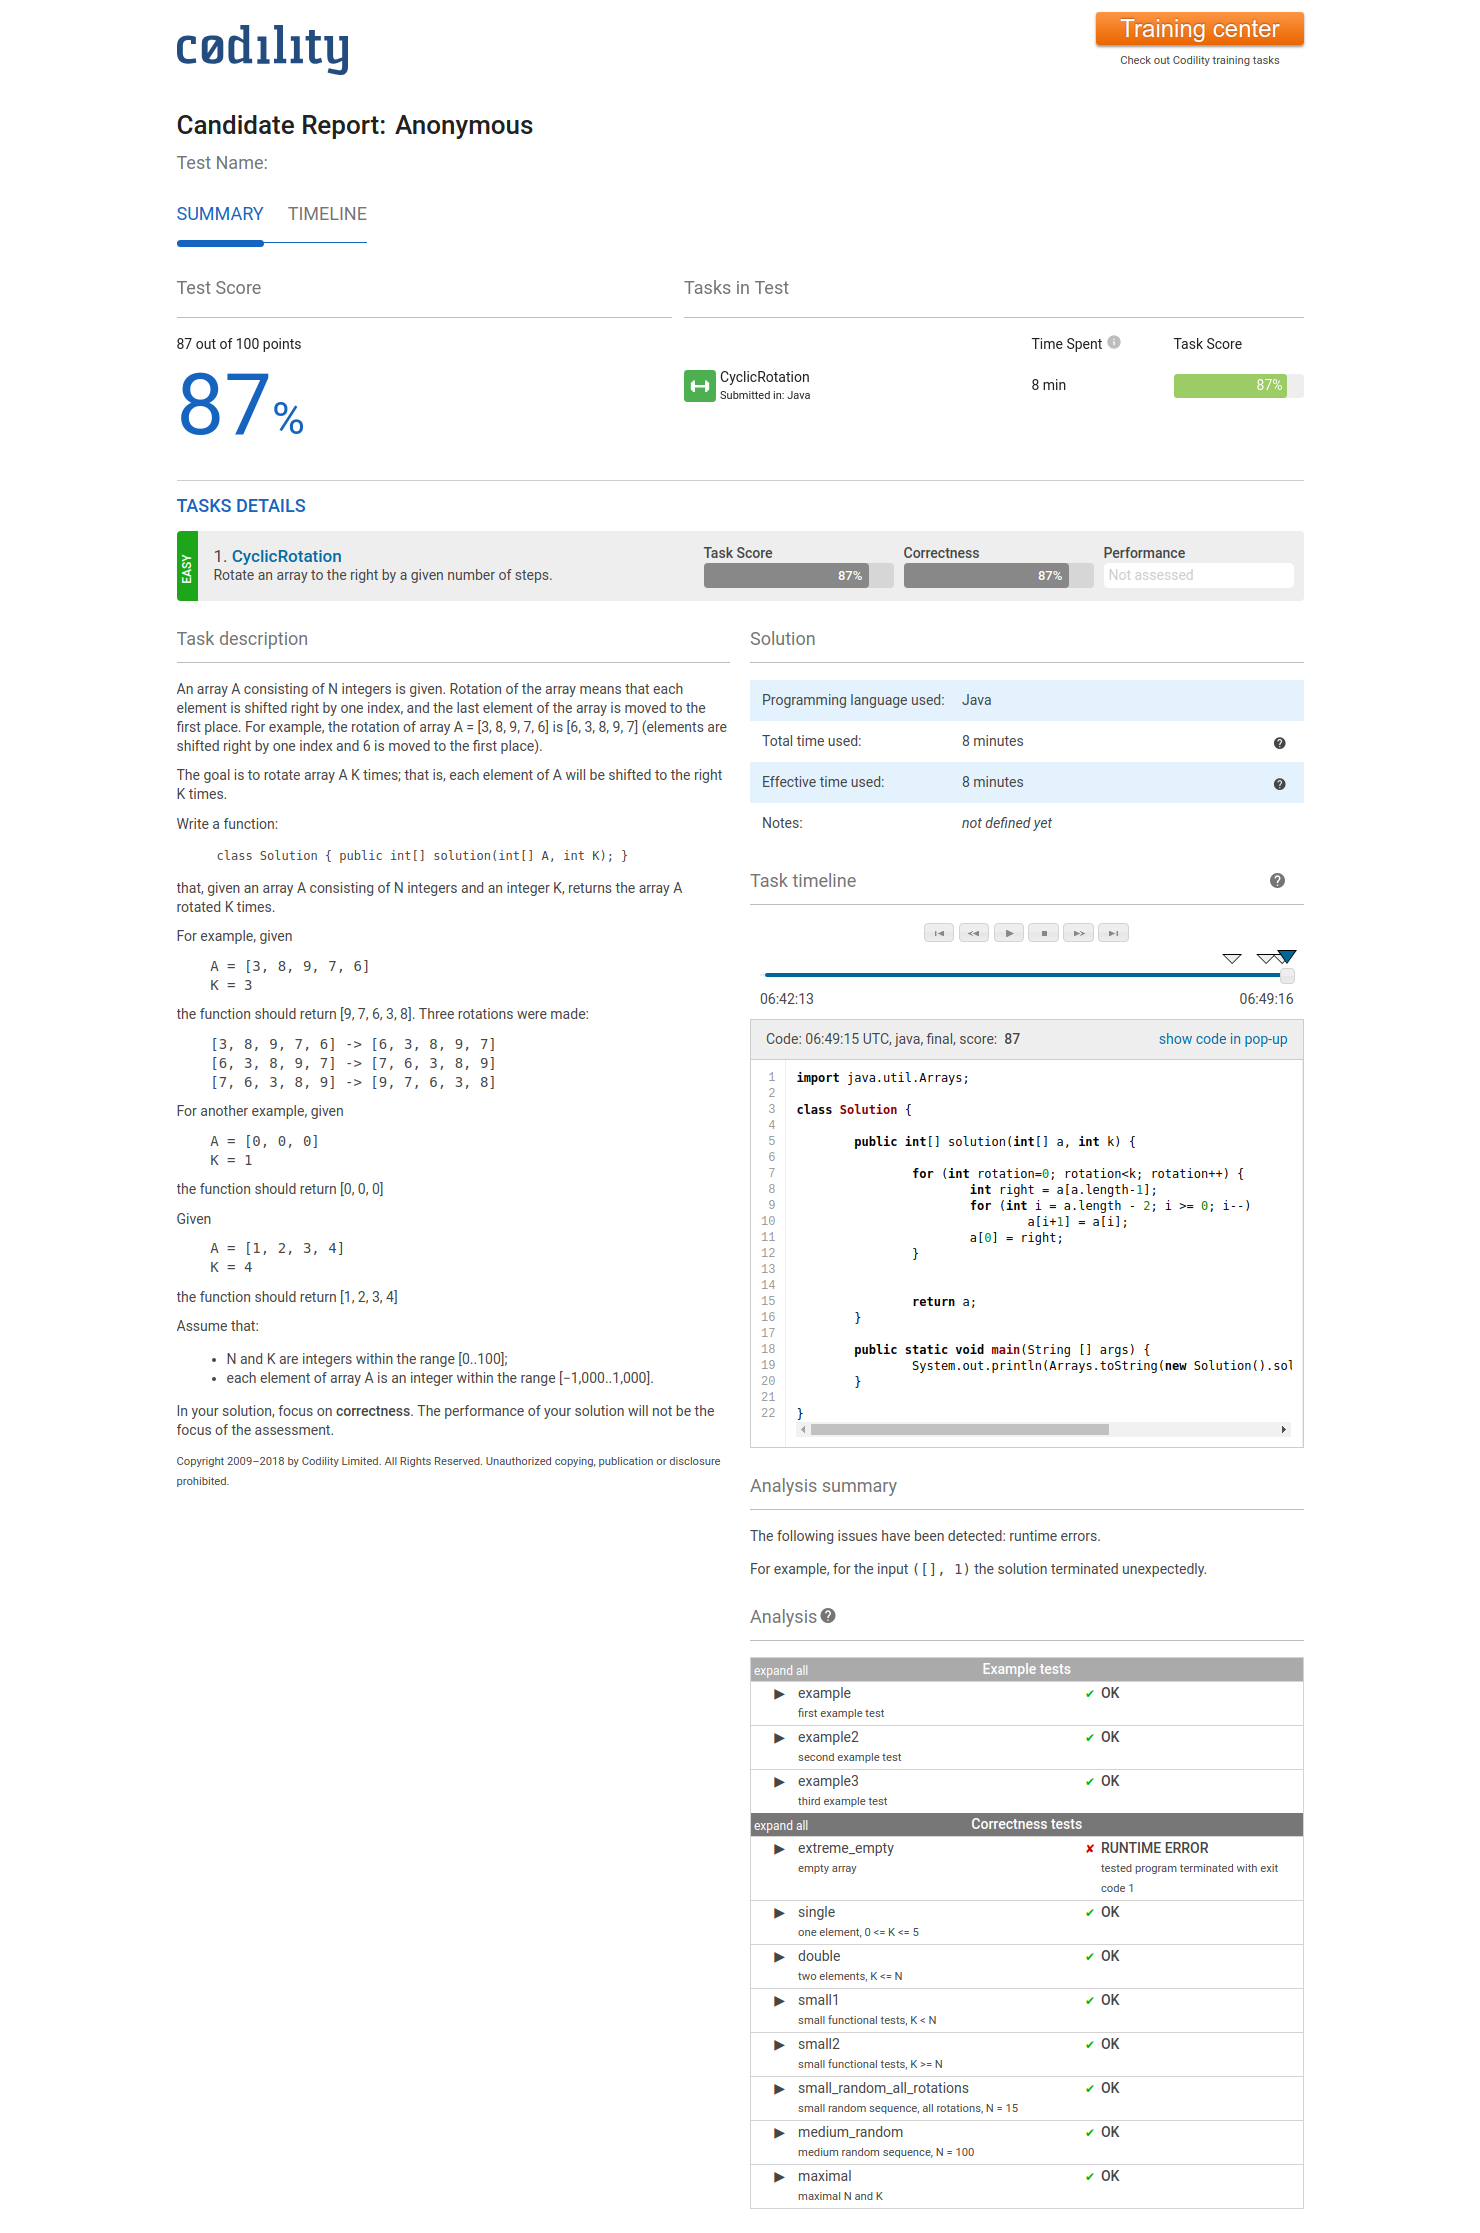 cødility
Training center
Check out Codility training tasks
Candidate Report: Anonymous
Test Name:
SUMMARY TIMELINE
Test Score
87 out of 100 points
87%
Tasks in Test
Time Spent Task Score
CyclicRotation
Submitted in: Java
8 min
87%
TASKS DETAILS
EASY
1. CyclicRotation
Rotate an array to the right by a given number of steps.
Task Score
87%
Correctness
87%
Performance
Not assessed
Task description
An array A consisting of N integers is given. Rotation of the array means that each
element is shifted right by one index, and the last element of the array is moved to the
first place. For example, the rotation of array A = [3, 8, 9, 7, 6] is [6, 3, 8, 9, 7] (elements are
shifted right by one index and 6 is moved to the first place).
The goal is to rotate array A K times; that is, each element of A will be shifted to the right
K times.
Write a function:
class Solution { public int[] solution(int[] A, int K); }
that, given an array A consisting of N integers and an integer K, returns the array A
rotated K times.
For example, given
A = [3, 8, 9, 7, 6]
K = 3
the function should return [9, 7, 6, 3, 8]. Three rotations were made:
[3, 8, 9, 7, 6] -> [6, 3, 8, 9, 7]
[6, 3, 8, 9, 7] -> [7, 6, 3, 8, 9]
[7, 6, 3, 8, 9] -> [9, 7, 6, 3, 8]
For another example, given
A = [0, 0, 0]
K = 1
the function should return [0, 0, 0]
Given
A = [1, 2, 3, 4]
K = 4
the function should return [1, 2, 3, 4]
Assume that:
• N and K are integers within the range [0..100];
• each element of array A is an integer within the range [−1,000..1,000].
In your solution, focus on correctness. The performance of your solution will not be the
focus of the assessment.
Copyright 2009–2018 by Codility Limited. All Rights Reserved. Unauthorized copying, publication or disclosure
prohibited.
Solution
Programming language used: Java
Total time used: 8 minutes
Effective time used: 8 minutes
Notes: not defined yet
Task timeline
06:42:13 06:49:16
Code: 06:49:15 UTC, java, final, score: 87 show code in pop-up
1 import java.util.Arrays;
2
3 class Solution {
4
5 public int[] solution(int[] a, int k) {
6
7 for (int rotation=0; rotation<k; rotation++) {
8 int right = a[a.length-1];
9 for (int i = a.length - 2; i >= 0; i--)
10 a[i+1] = a[i];
11 a[0] = right;
12 }
13
14
15 return a;
16 }
17
18 public static void main(String [] args) {
19 System.out.println(Arrays.toString(new Solution().sol
20 }
21
22 }
Analysis summary
The following issues have been detected: runtime errors.
For example, for the input ([], 1) the solution terminated unexpectedly.
Analysis
expand all Example tests
▶ example ✔ OK
first example test
▶ example2 ✔ OK
second example test
▶ example3 ✔ OK
third example test
expand all Correctness tests
▶ extreme_empty ✘ RUNTIME ERROR
empty array tested program terminated with exit
code 1
▶ single ✔ OK
one element, 0 <= K <= 5
▶ double ✔ OK
two elements, K <= N
▶ small1 ✔ OK
small functional tests, K < N
▶ small2 ✔ OK
small functional tests, K >= N
▶ small_random_all_rotations ✔ OK
small random sequence, all rotations, N = 15
▶ medium_random ✔ OK
medium random sequence, N = 100
▶ maximal ✔ OK
maximal N and K